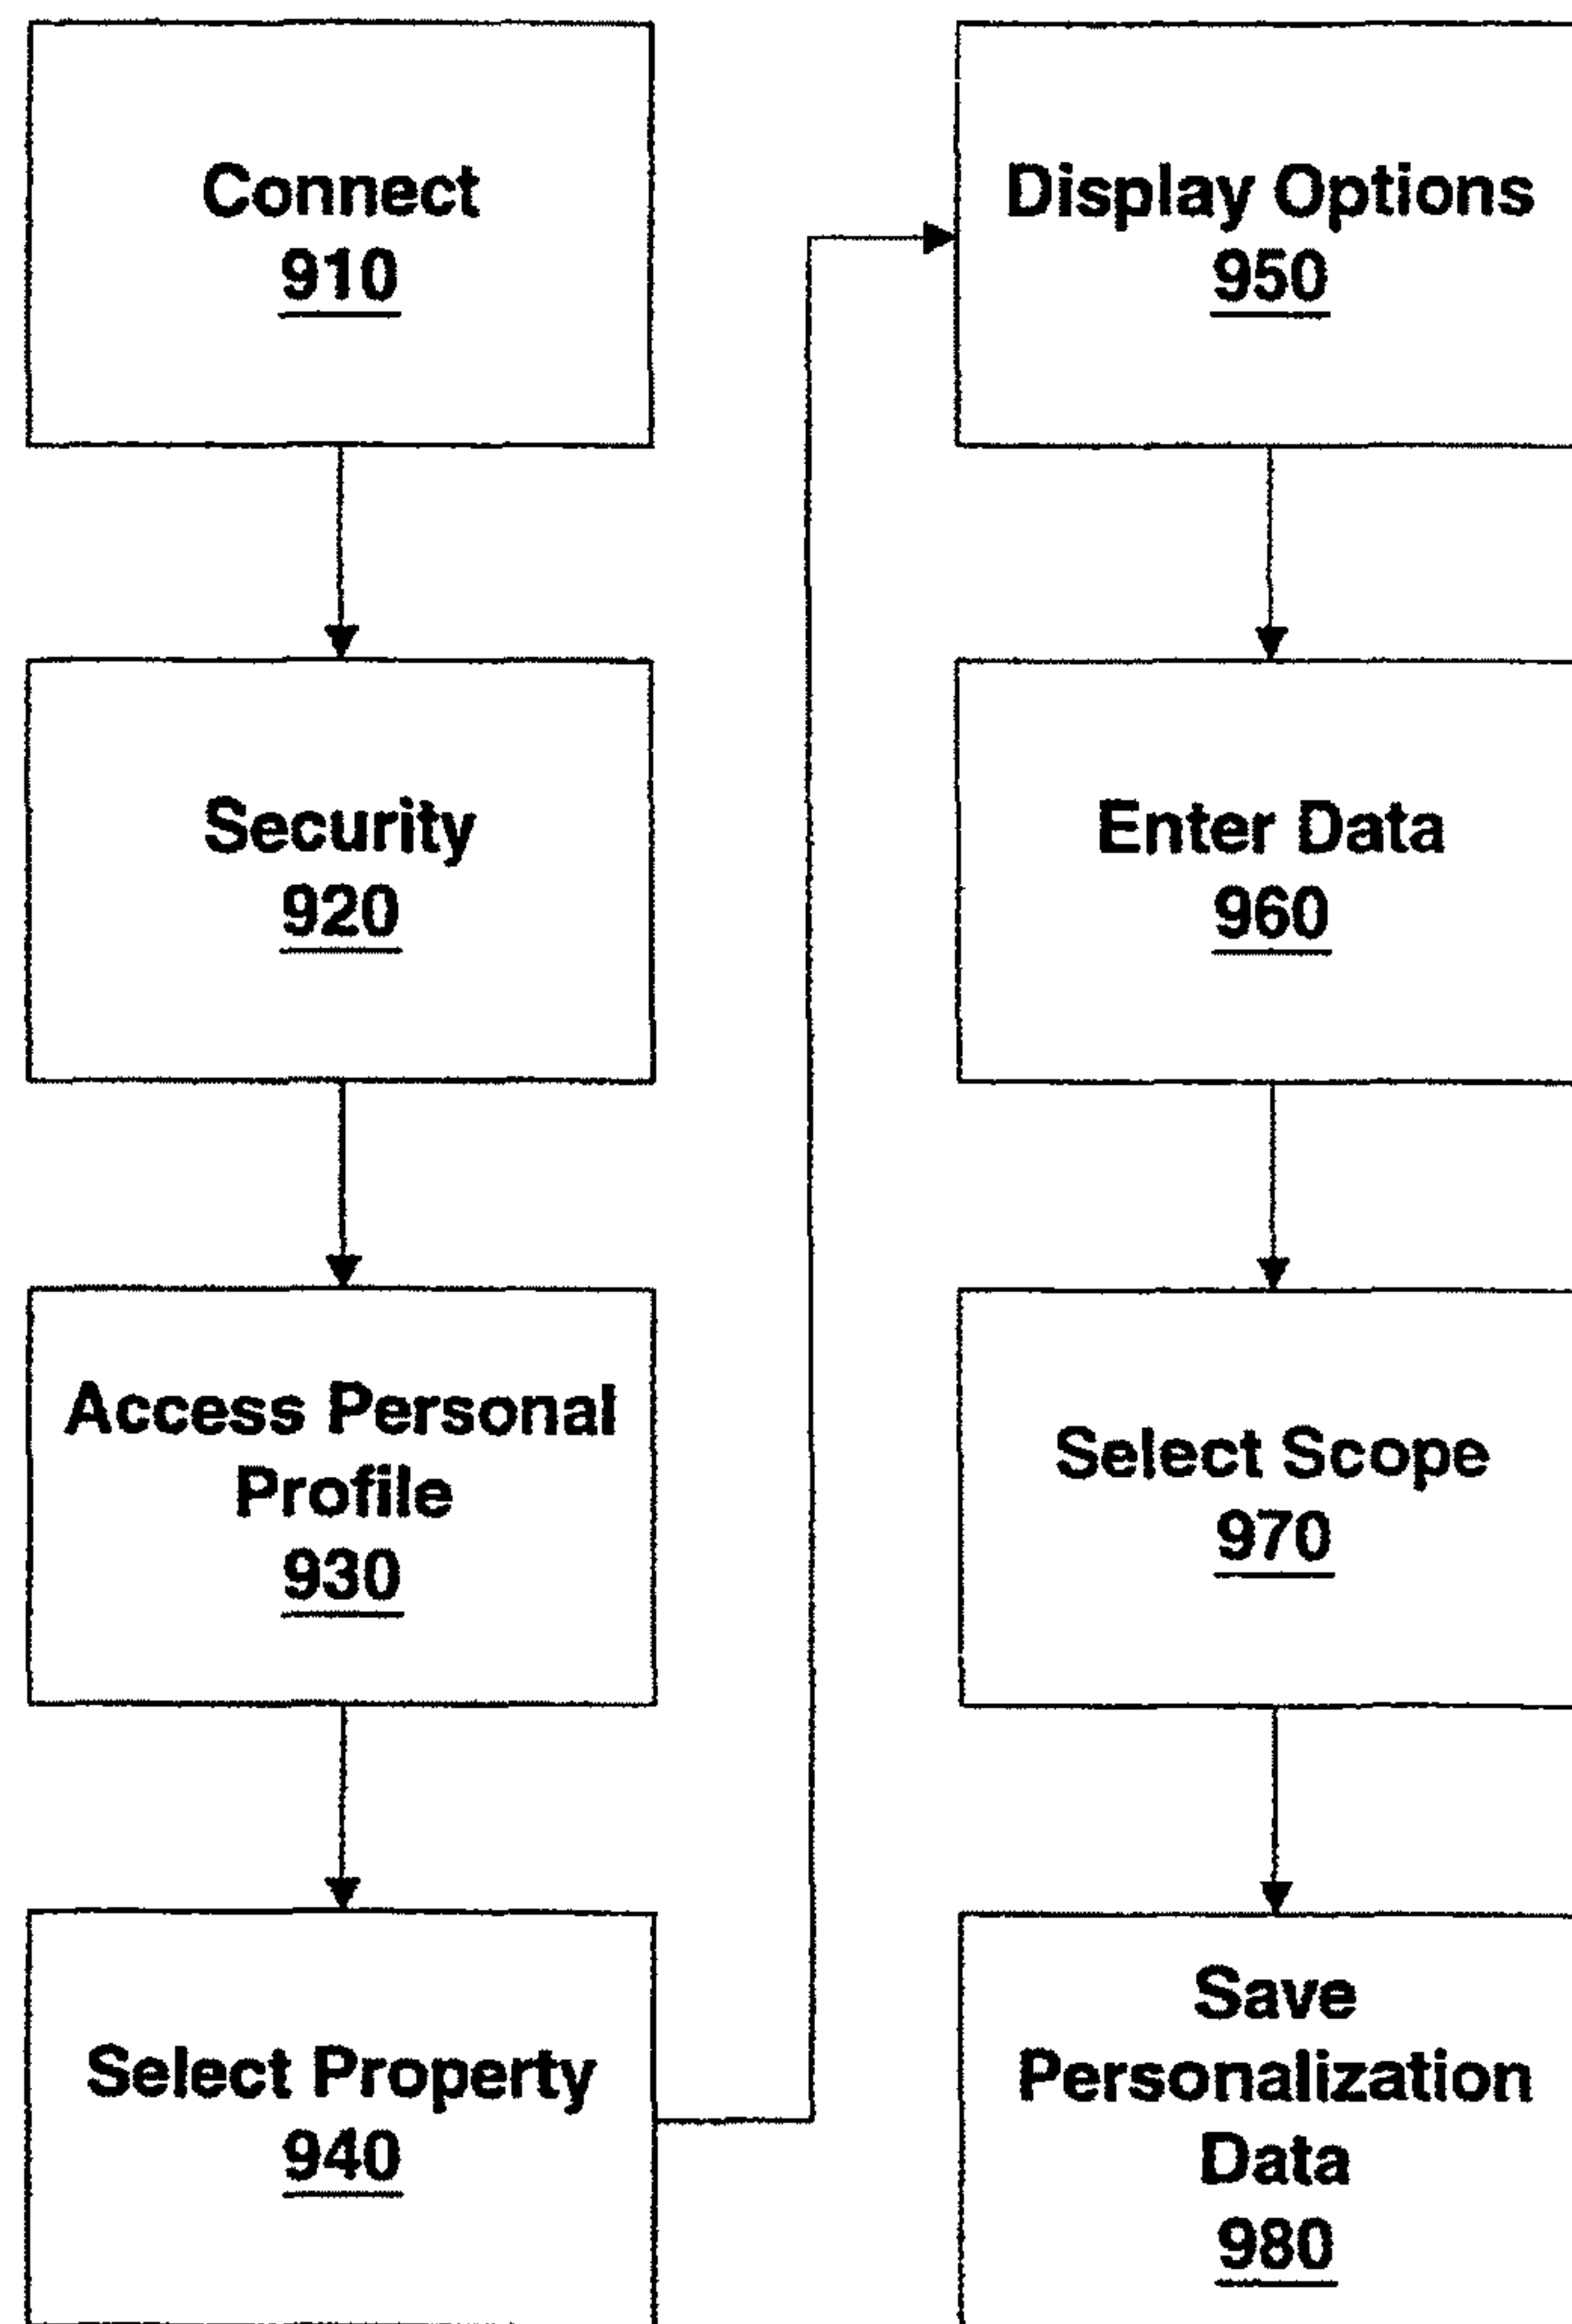 Connect
910
Security
920
Access Personal
Profile
930
Select Property
940
Display Options
950
Enter Data
960
Select Scope
970
Save
Personalization
Data
980